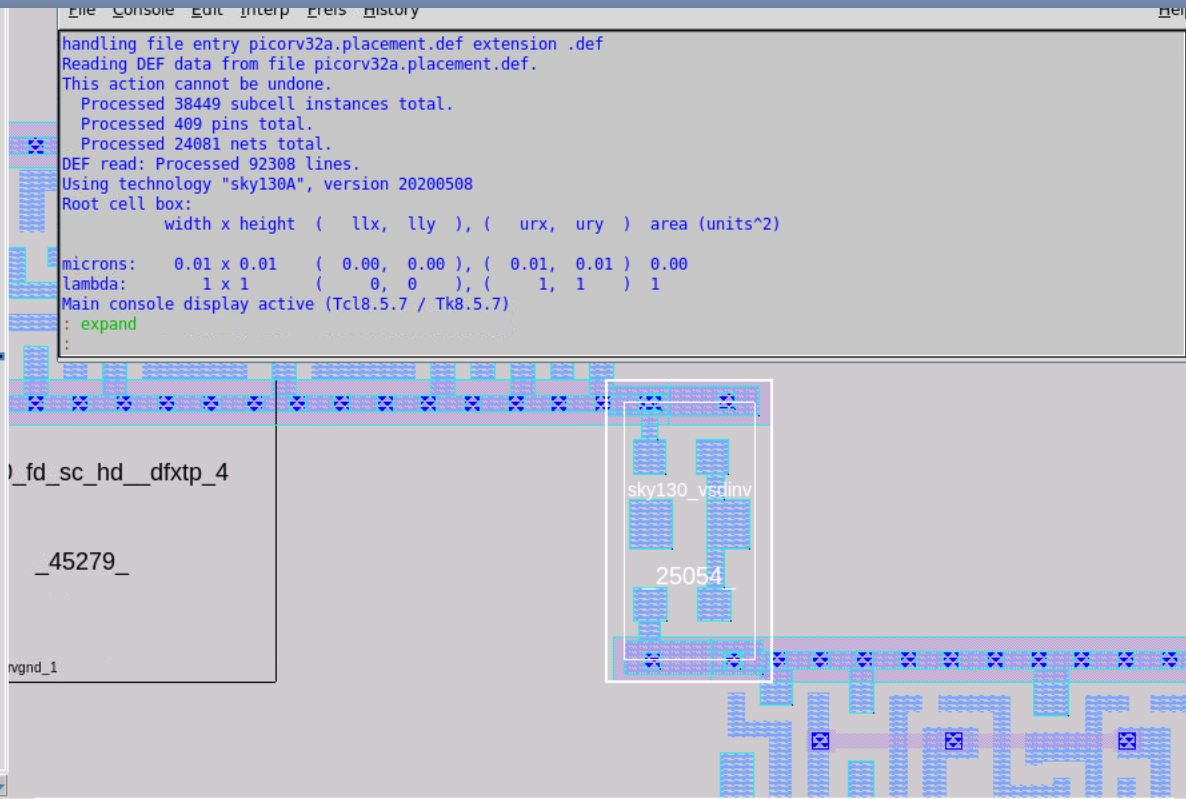 File Console Edit Interp Prefs History Help
handling file entry picorv32a.placement.def extension .def
Reading DEF data from file picorv32a.placement.def.
This action cannot be undone.
Processed 38449 subcell instances total.
Processed 409 pins total.
Processed 24081 nets total.
DEF read: Processed 92308 lines.
Using technology "sky130A", version 20200508
Root cell box:
width x height ( llx, lly ), ( urx, ury ) area (units^2)
microns: 0.01 x 0.01 ( 0.00, 0.00 ), ( 0.01, 0.01 ) 0.00
lambda: 1 x 1 ( 0, 0 ), ( 1, 1 ) 1
Main console display active (Tcl8.5.7 / Tk8.5.7)
: expand
:
_fd_sc_hd__dfxtp_4
sky130_vsdinv
_45279_
_25054_
rvgnd_1